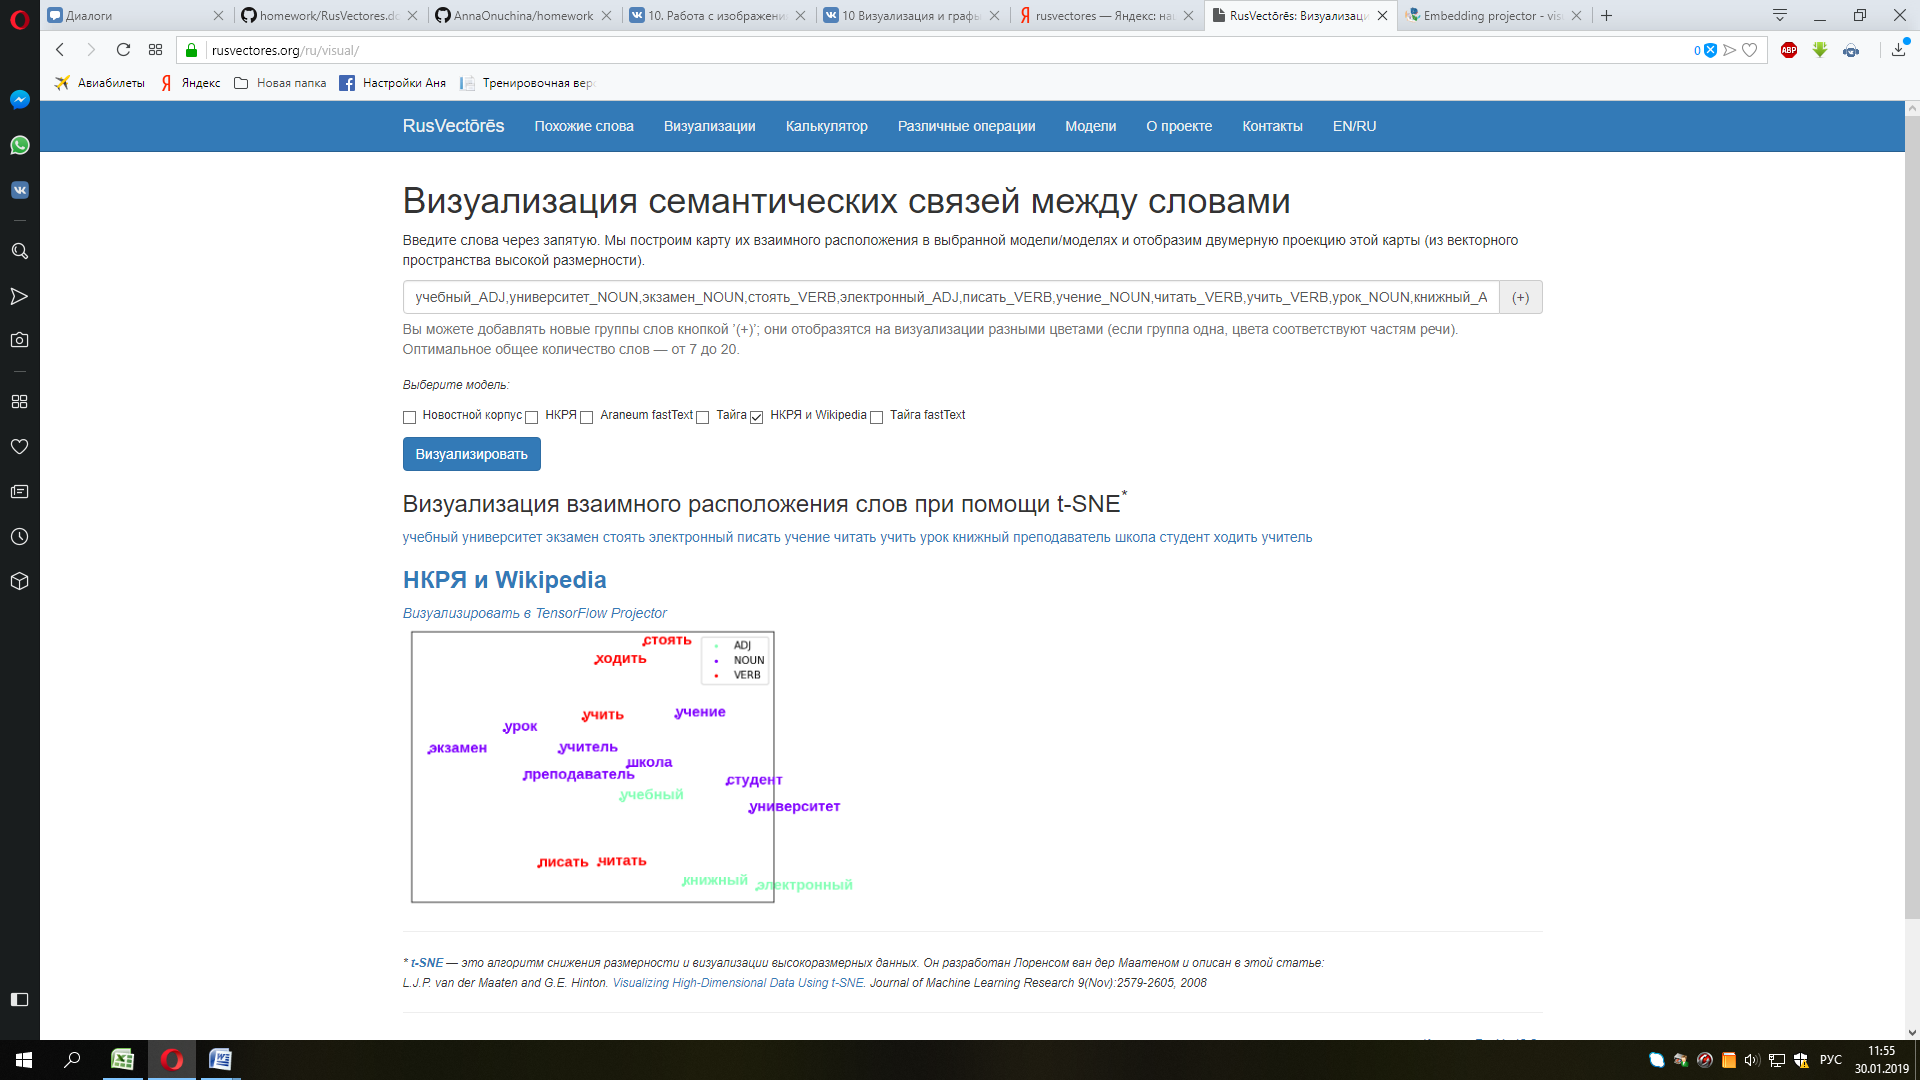 Диалоги
homework/RusVectores.do
AnnaOnuchina/homework
10. Работа с изображени
10 Визуализация и графы
rusvectores — Яндекс: на
RusVectōrēs: Визуализаци
Embedding projector - visu
rusvectores.org/ru/visual/
0
ABP
Авиабилеты
Яндекс
Новая папка
Настройки Аня
Тренировочная верс
RusVectōrēs
Похожие слова
Визуализации
Калькулятор
Различные операции
Модели
О проекте
Контакты
EN/RU
Визуализация семантических связей между словами
Введите слова через запятую. Мы построим карту их взаимного расположения в выбранной модели/моделях и отобразим двумерную проекцию этой карты (из векторного
пространства высокой размерности).
учебный_ADJ,университет_NOUN,экзамен_NOUN,стоять_VERB,электронный_ADJ,писать_VERB,учение_NOUN,читать_VERB,учить_VERB,урок_NOUN,книжный_A
(+)
Вы можете добавлять новые группы слов кнопкой '(+)'; они отобразятся на визуализации разными цветами (если группа одна, цвета соответствуют частям речи).
Оптимальное общее количество слов — от 7 до 20.
Выберите модель:
Новостной корпус НКРЯ Araneum fastText Тайга НКРЯ и Wikipedia Тайга fastText
Визуализировать
Визуализация взаимного расположения слов при помощи t-SNE*
учебный университет экзамен стоять электронный писать учение читать учить урок книжный преподаватель школа студент ходить учитель
НКРЯ и Wikipedia
Визуализировать в TensorFlow Projector
стоять
ходить
ADJ
NOUN
VERB
учить
учение
урок
экзамен
учитель
школа
преподаватель
студент
учебный
университет
писать
читать
книжный
электронный
* t-SNE — это алгоритм снижения размерности и визуализации высокоразмерных данных. Он разработан Лоренсом ван дер Маатеном и описан в этой статье:
L.J.P. van der Maaten and G.E. Hinton. Visualizing High-Dimensional Data Using t-SNE. Journal of Machine Learning Research 9(Nov):2579-2605, 2008
РУС
11:55
30.01.2019